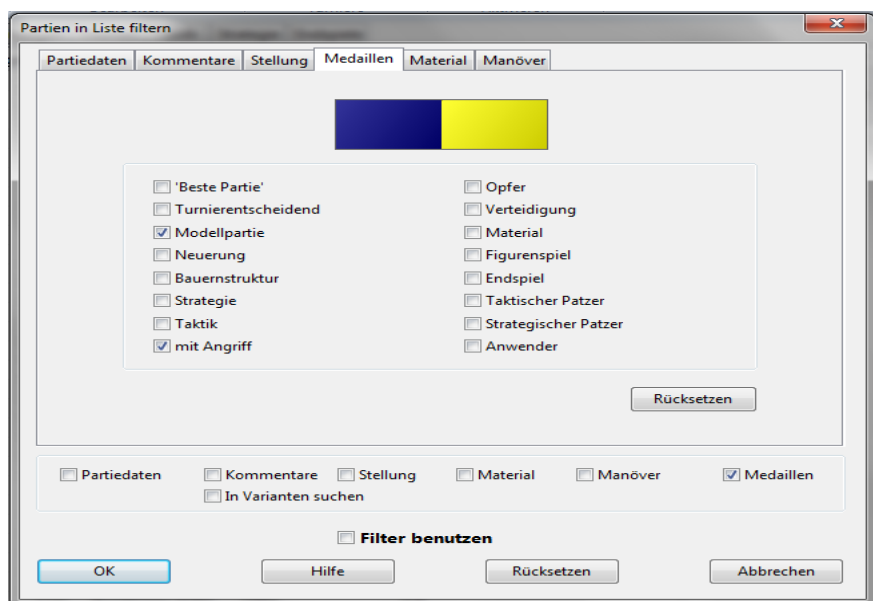 Partien in Liste filtern
Partiedaten Kommentare Stellung Medaillen Material Manöver
'Beste Partie' Opfer
Turnierentscheidend Verteidigung
Modellpartie Material
Neuerung Figurenspiel
Bauernstruktur Endspiel
Strategie Taktischer Patzer
Taktik Strategischer Patzer
mit Angriff Anwender
Rücksetzen
Partiedaten Kommentare Stellung Material Manöver Medaillen
In Varianten suchen
Filter benutzen
OK Hilfe Rücksetzen Abbrechen